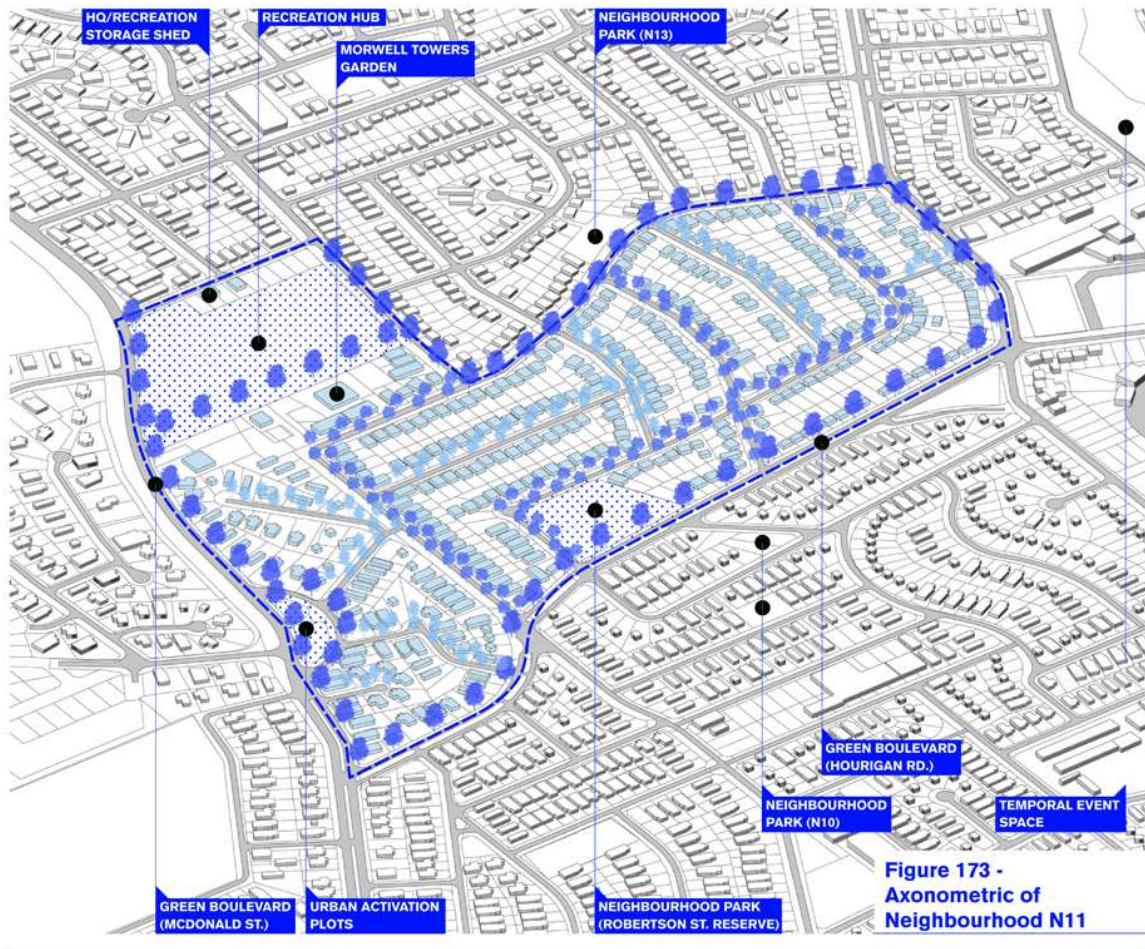 HQ/RECREATION
STORAGE SHED
RECREATION HUB
MORWELL TOWERS
GARDEN
NEIGHBOURHOOD
PARK (N13)
GREEN BOULEVARD
(HOURIGAN RD.)
NEIGHBOURHOOD
PARK (N10)
TEMPORAL EVENT
SPACE
GREEN BOULEVARD
(MCDONALD ST.)
URBAN ACTIVATION
PLOTS
NEIGHBOURHOOD PARK
(ROBERTSON ST. RESERVE)
Figure 173 -
Axonometric of
Neighbourhood N11